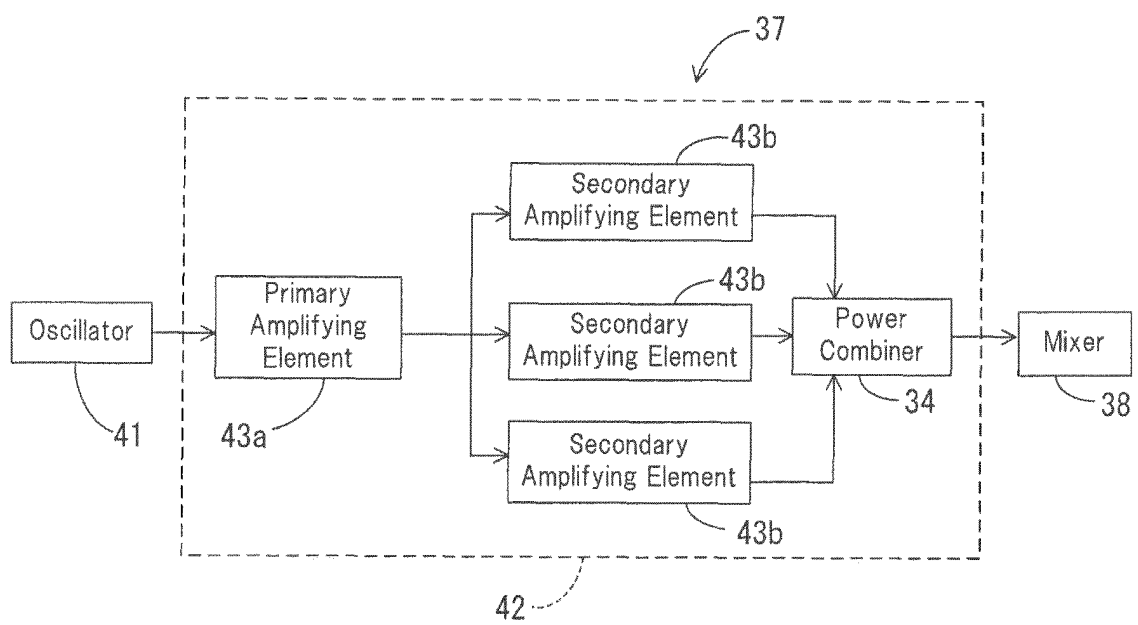 37
43b
Secondary
Amplifying Element
43b
Primary
Amplifying
Element
Oscillator
Secondary
Amplifying Element
Power
Combiner
Mixer
41
43a
34
38
Secondary
Amplifying Element
43b
42